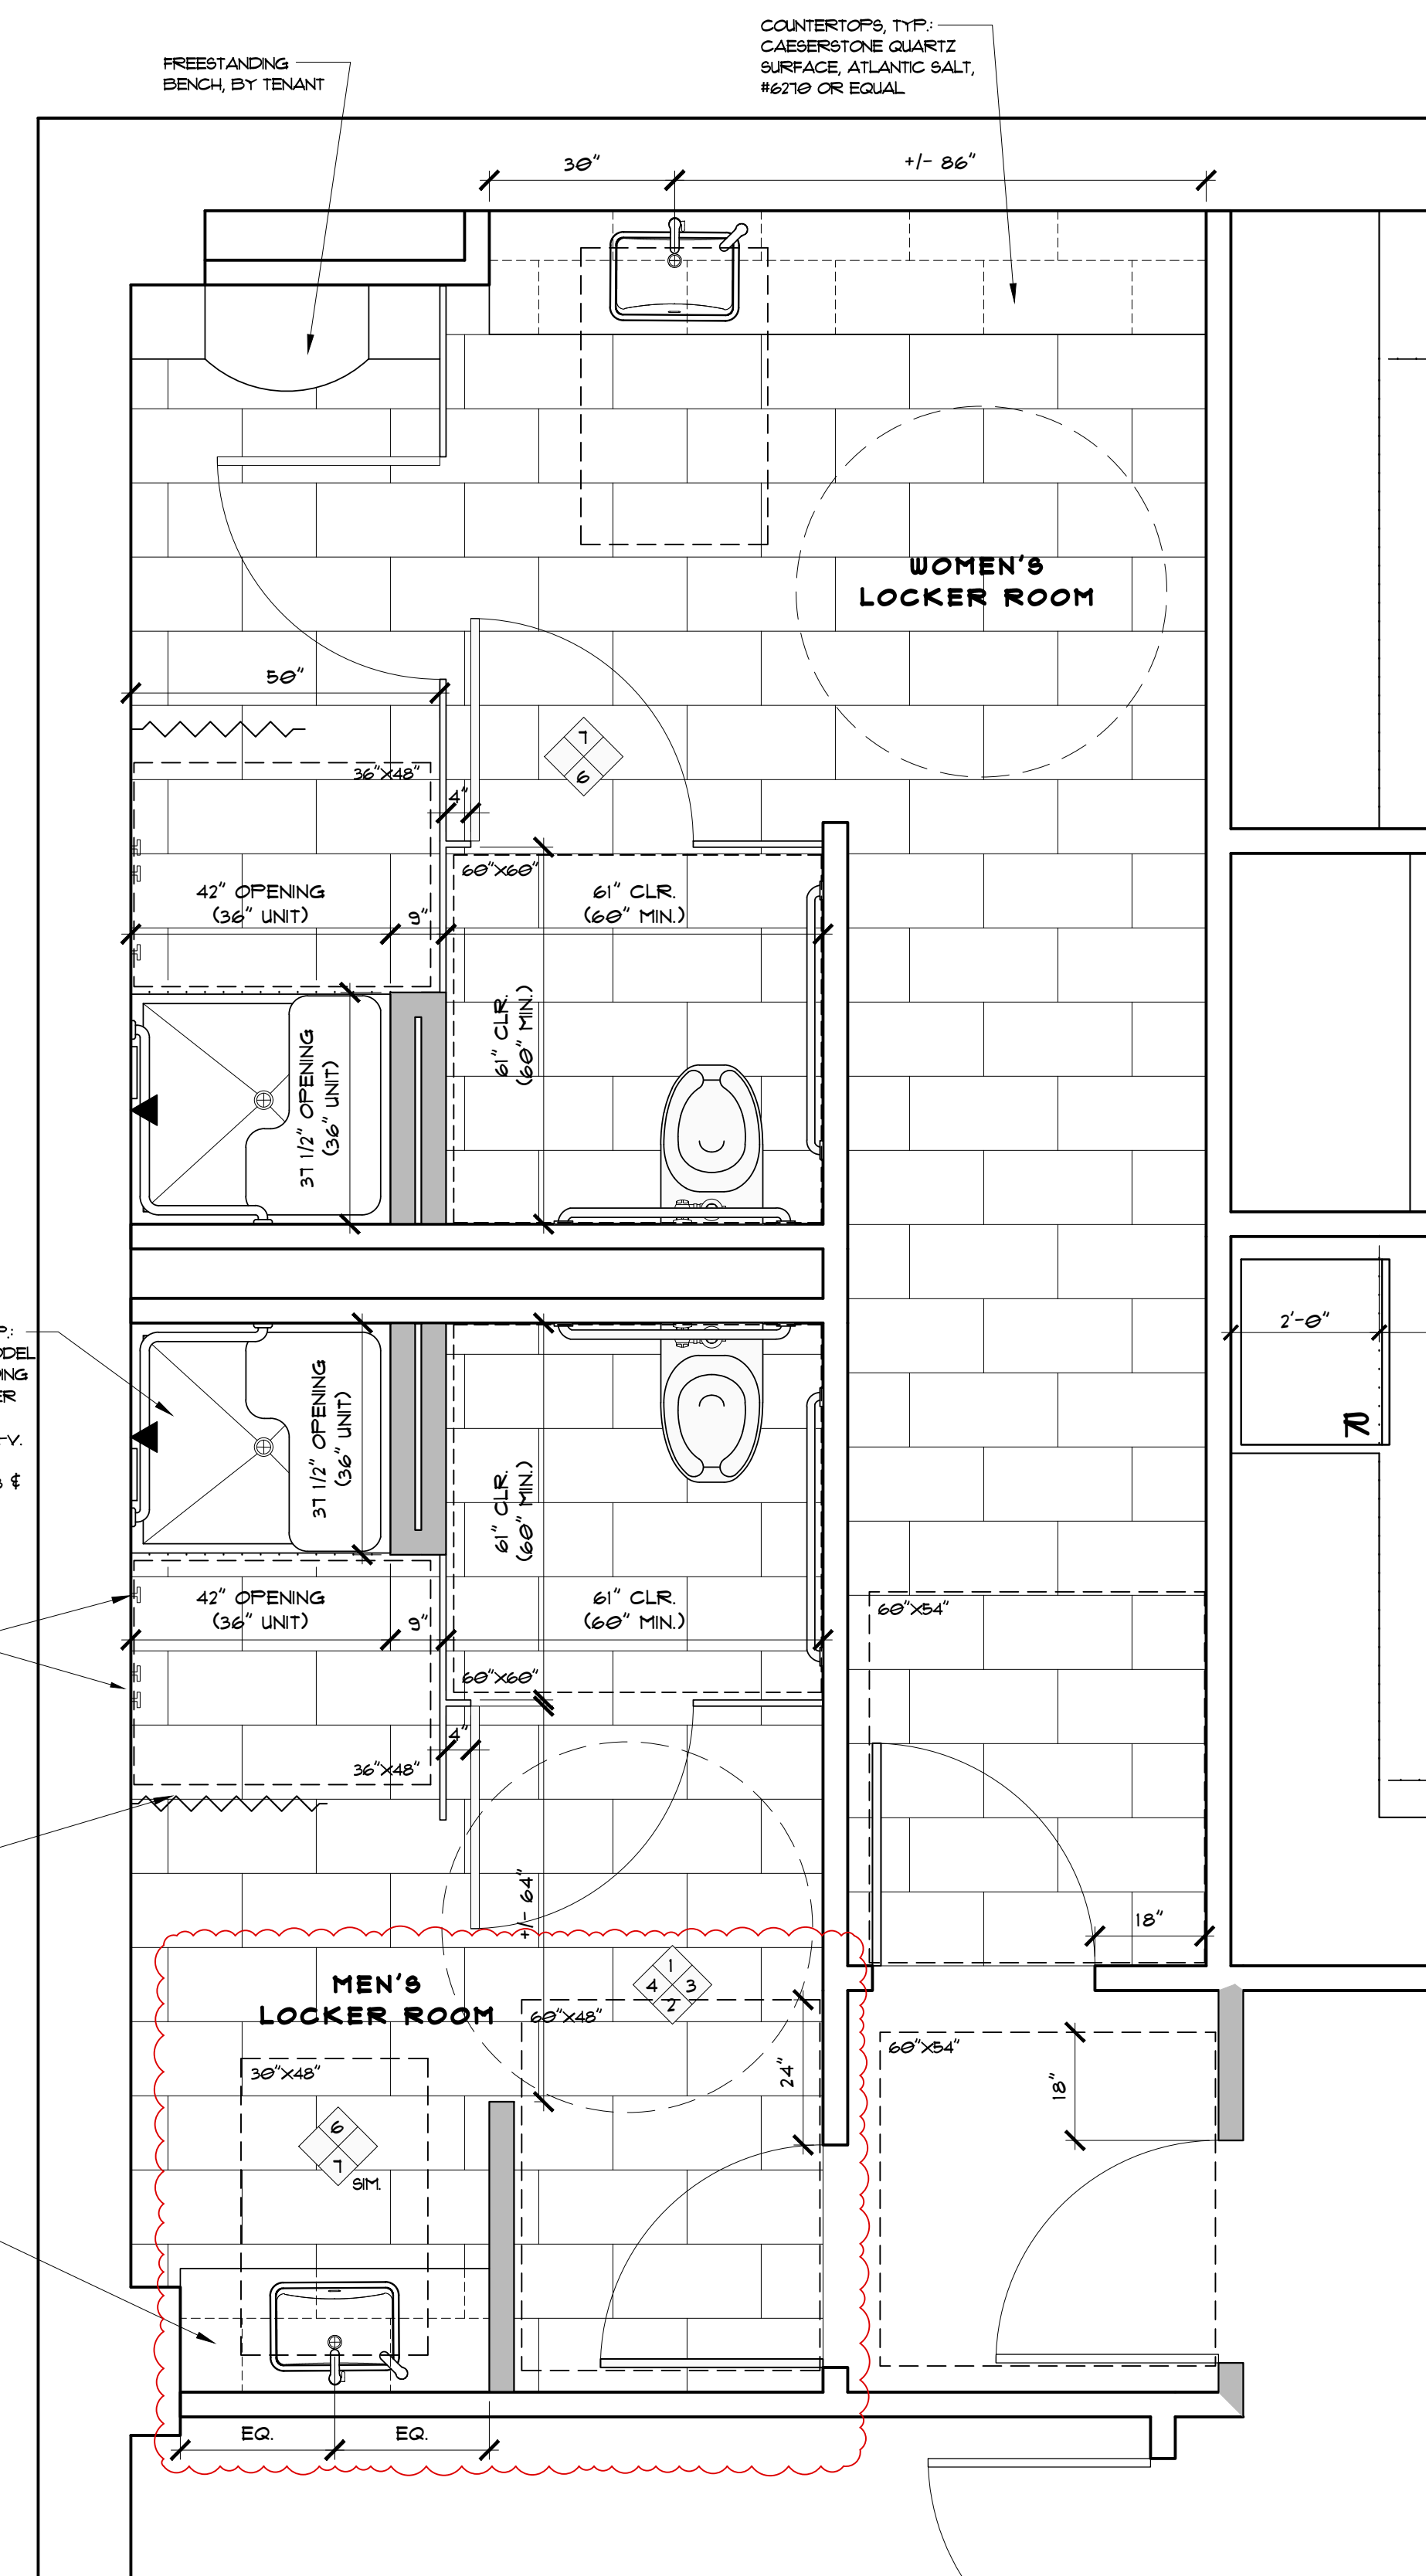 COUNTERTOPS, TYP.:
CAESERSTONE QUARTZ
SURFACE, ATLANTIC SALT,
#6270 OR EQUAL
FREESTANDING
BENCH, BY TENANT
30"
+/- 86"
WOMEN'S
LOCKER ROOM
50"
7
6
36"X48"
4"
60"X60"
42" OPENING
(36" UNIT)
9"
61" CLR.
(60" MIN.)
61" CLR.
(60" MIN.)
37 1/2" OPENING
(36" UNIT)
P.:
ODEL
ING
ER
-V.
S &
2'-0"
R
37 1/2" OPENING
(36" UNIT)
61" CLR.
(60" MIN.)
42" OPENING
(36" UNIT)
9"
61" CLR.
(60" MIN.)
60"X54"
60"X60"
4"
36"X48"
+/- 64"
18"
MEN'S
LOCKER ROOM
1
4 3
2
60"X48"
60"X54"
30"X48"
24"
18"
6
7
SIM.
EQ.
EQ.